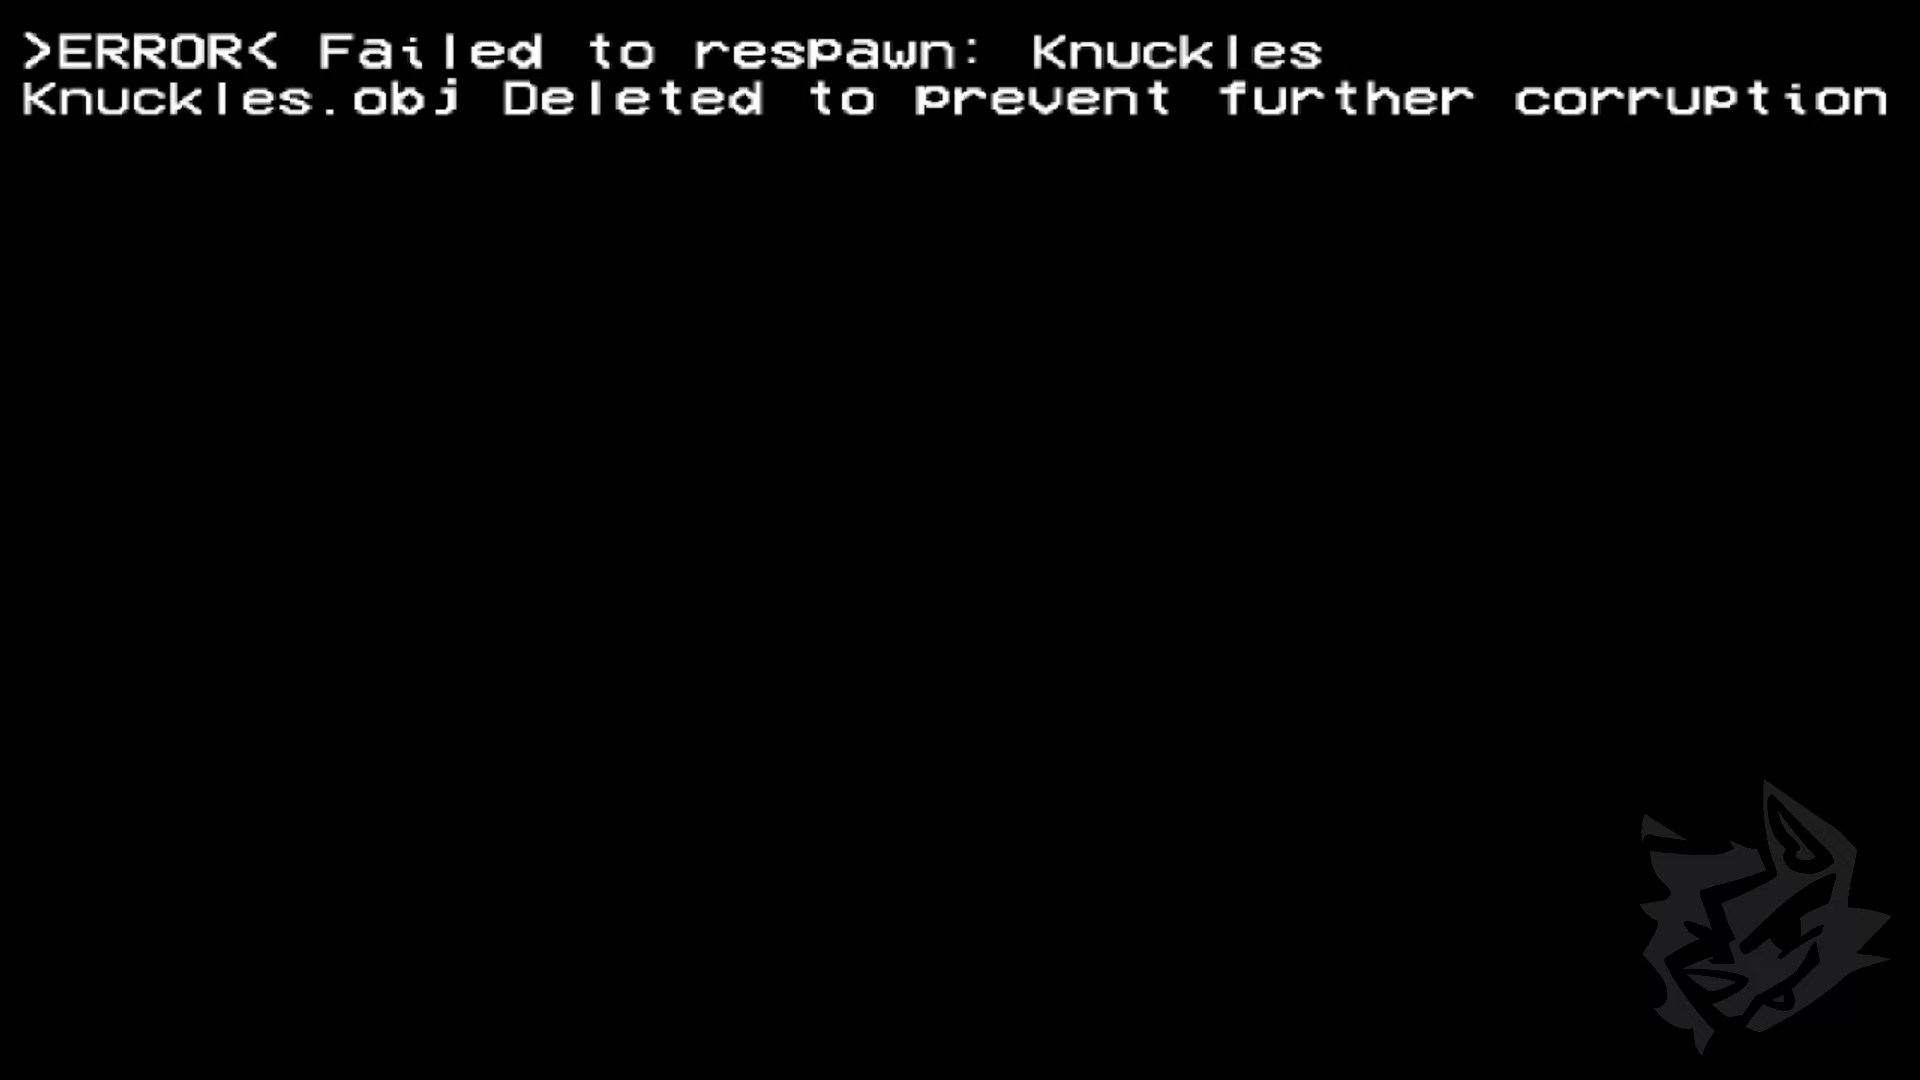 >ERROR< Failed to respawn: Knuckles
Knuckles.obj Deleted to prevent further corruption